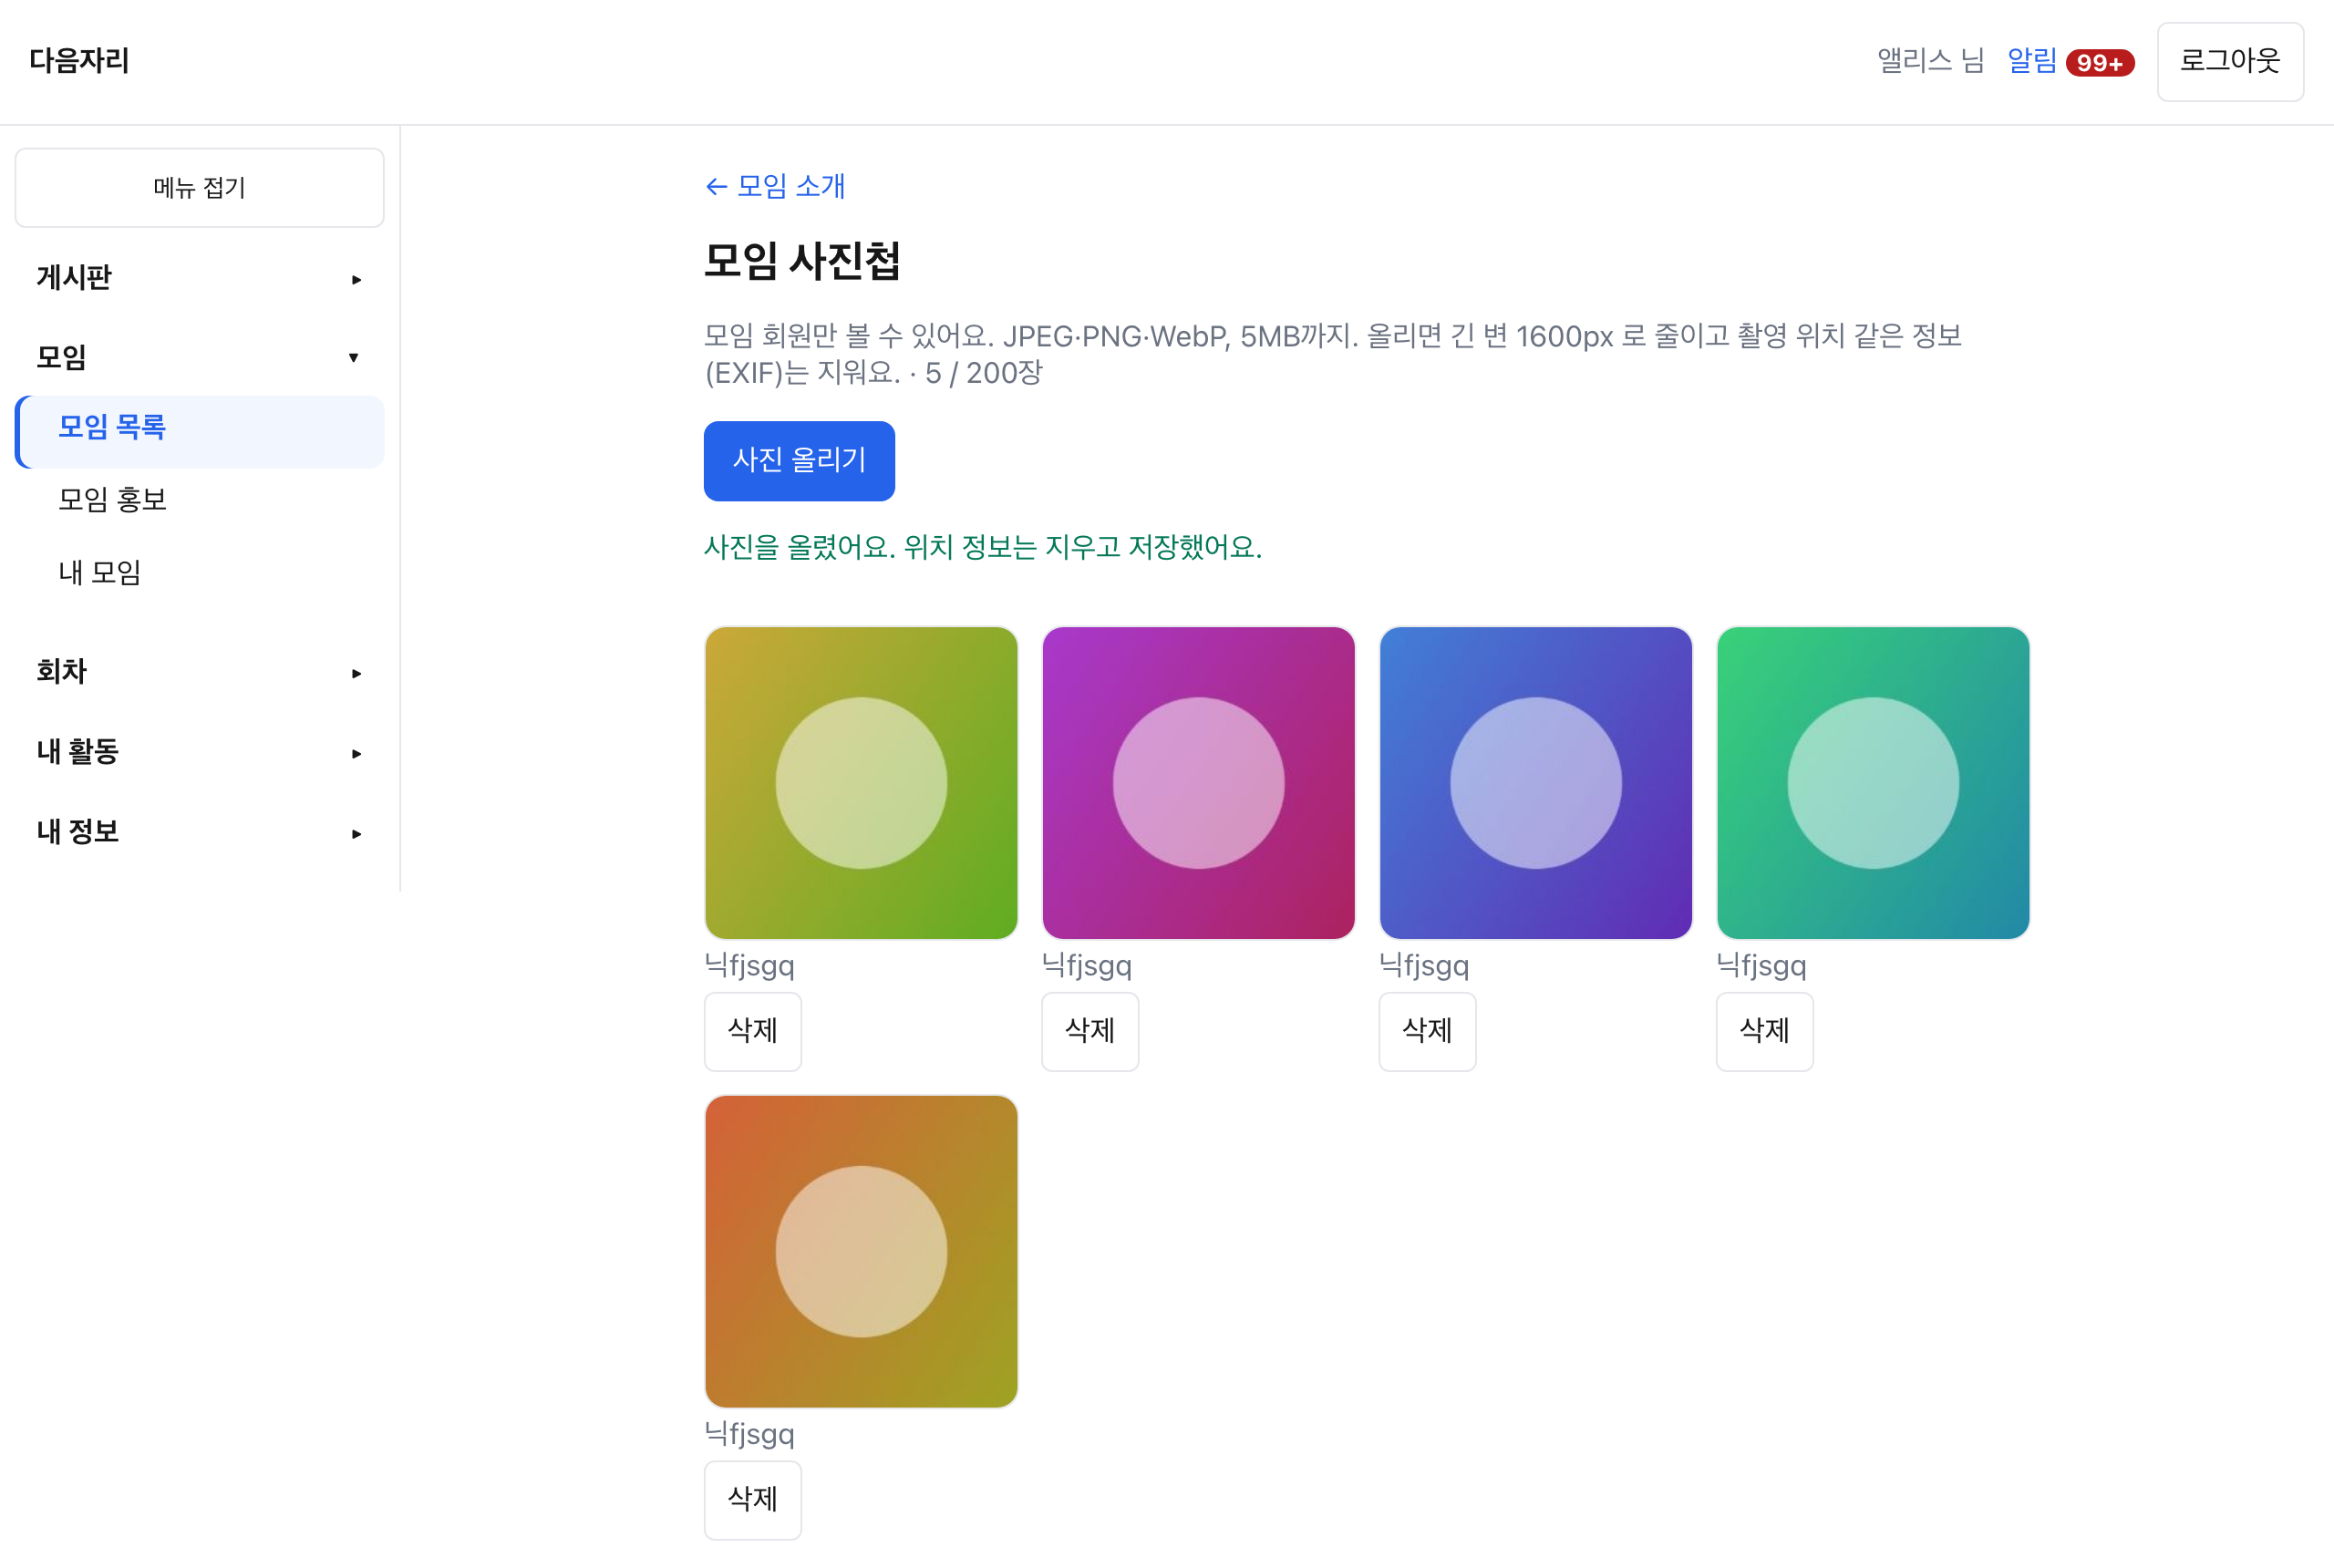 다음자리
앨리스 님 알림 99+ 로그아웃
메뉴 접기
게시판 ▸
모임 ▾
모임 목록
모임 홍보
내 모임
회차 ▸
내 활동 ▸
내 정보 ▸
← 모임 소개
모임 사진첩
모임 회원만 볼 수 있어요. JPEG·PNG·WebP, 5MB까지. 올리면 긴 변 1600px 로 줄이고 촬영 위치 같은 정보
(EXIF)는 지워요. · 5 / 200장
사진 올리기
사진을 올렸어요. 위치 정보는 지우고 저장했어요.
닉fjsgq 닉fjsgq 닉fjsgq 닉fjsgq
삭제 삭제 삭제 삭제
닉fjsgq
삭제